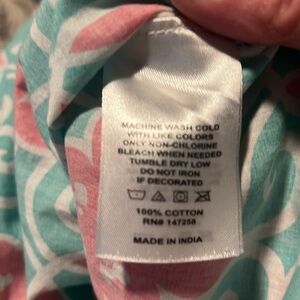 MACHINE WASH COLD
WITH LIKE COLORS
ONLY NON-CHLORINE
BLEACH WHEN NEEDED
TUMBLE DRY LOW
DO NOT IRON
IF DECORATED
100% COTTON
RN# 147258
MADE IN INDIA